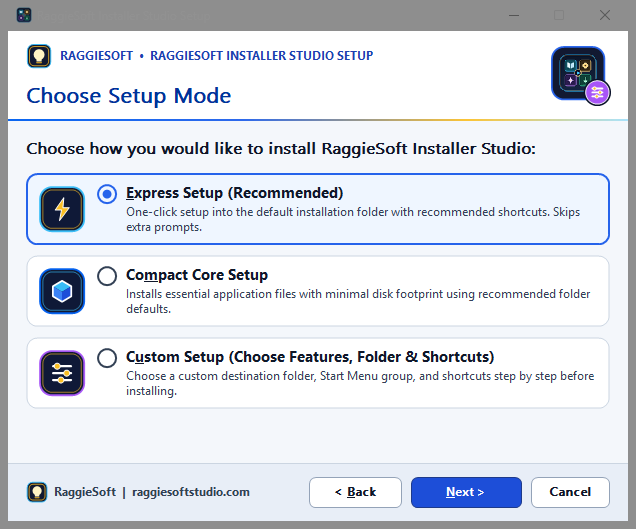 RAGGIESOFT • RAGGIESOFT INSTALLER STUDIO SETUP
Choose Setup Mode
Choose how you would like to install RaggieSoft Installer Studio:
Express Setup (Recommended)
One-click setup into the default installation folder with recommended shortcuts. Skips
extra prompts.
Compact Core Setup
Installs essential application files with minimal disk footprint using recommended folder
defaults.
Custom Setup (Choose Features, Folder & Shortcuts)
Choose a custom destination folder, Start Menu group, and shortcuts step by step before
installing.
RaggieSoft | raggiesoftstudio.com
< Back
Next >
Cancel